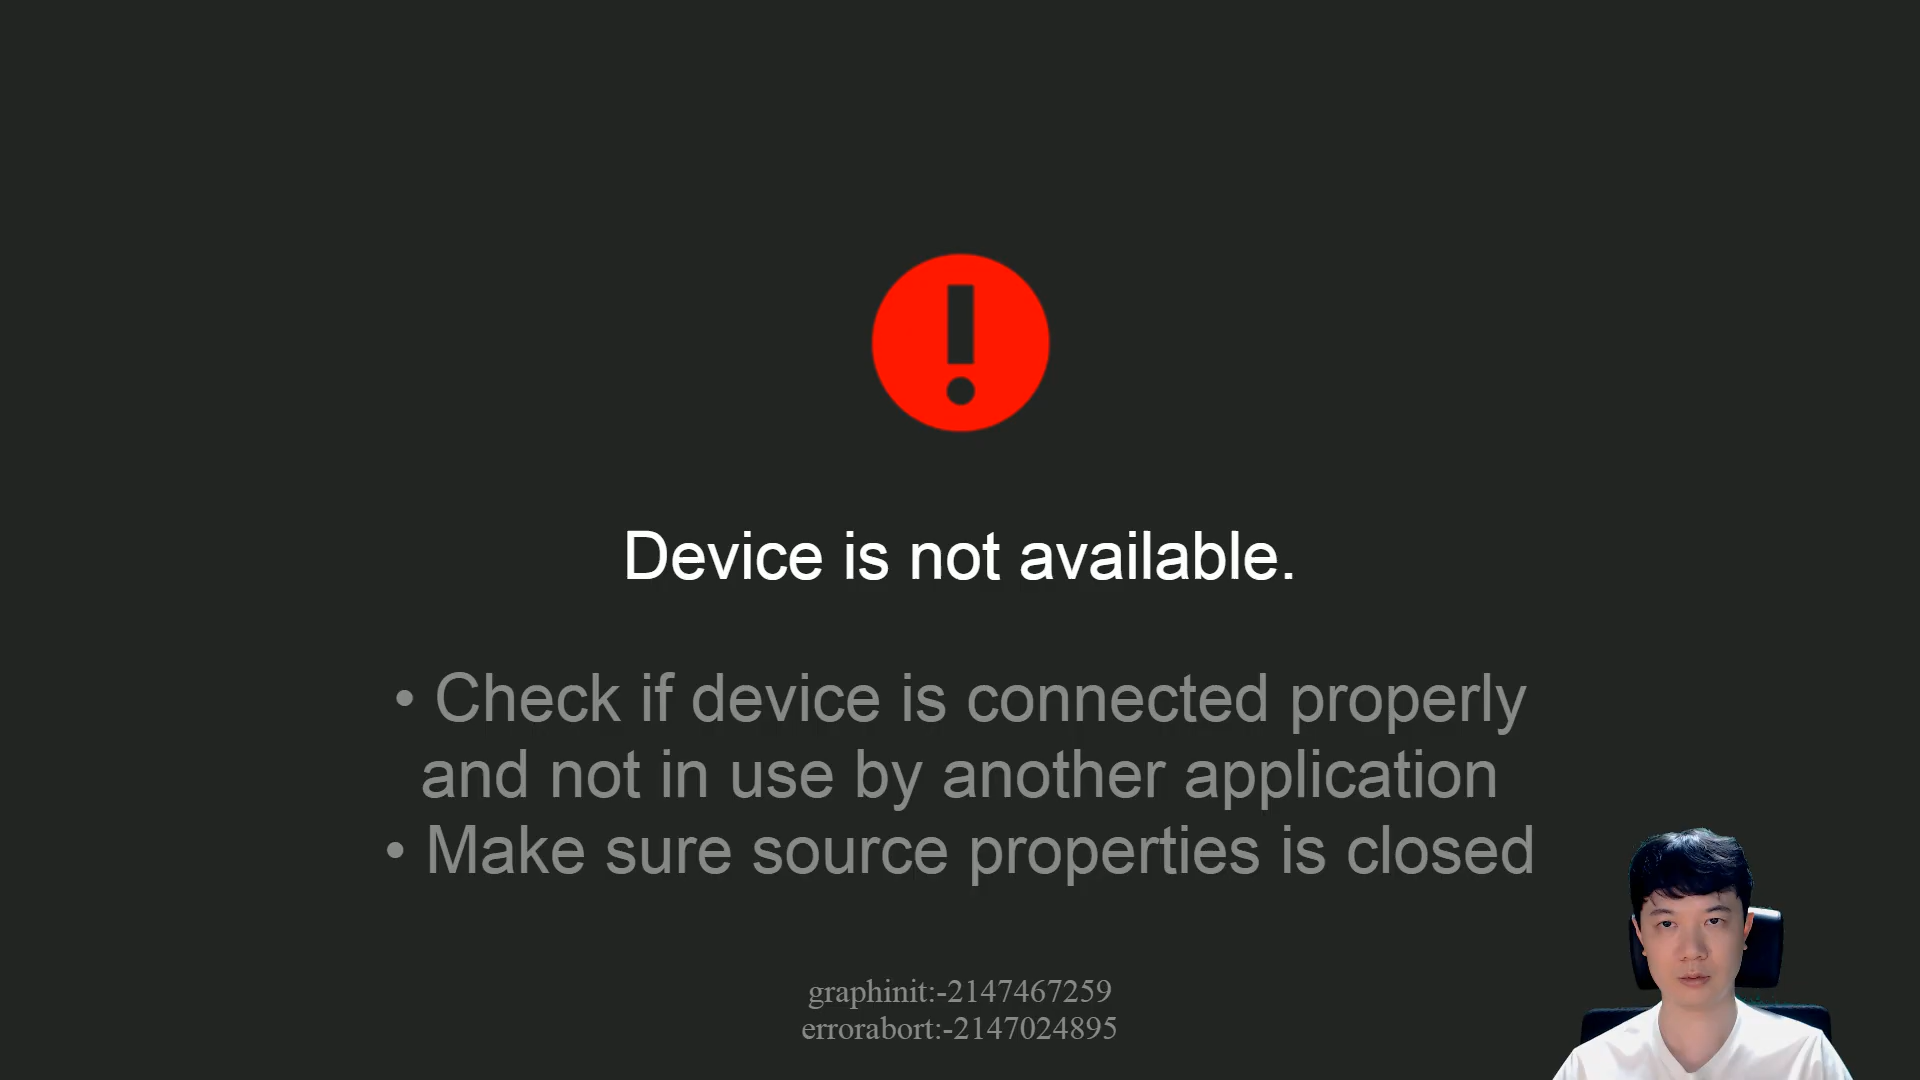 Device is not available.
• Check if device is connected properly
and not in use by another application
• Make sure source properties is closed
graphinit:-2147467259
errorabort:-2147024895